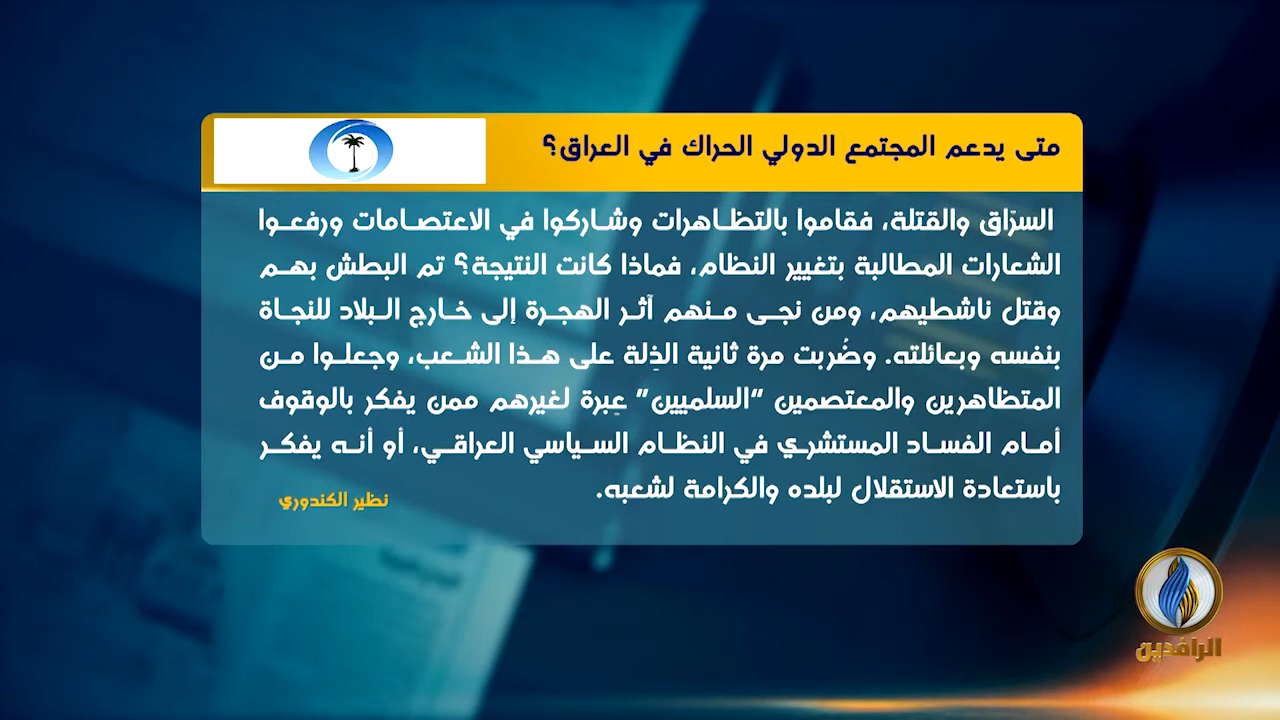 متى يدعم المجتمع الدولي الحراك في العراق؟
السرّاق والقتلة، فقاموا بالتظاهرات وشاركوا في الاعتصامات ورفعوا
الشعارات المطالبة بتغيير النظام، فماذا كانت النتيجة؟ تم البطش بهم
وقتل ناشطيهم، ومن نجى منهم آثر الهجرة إلى خارج البلاد للنجاة
بنفسه وبعائلته. وضُربت مرة ثانية الذِلة على هذا الشعب، وجعلوا من
المتظاهرين والمعتصمين “السلميين” عِبرة لغيرهم ممن يفكر بالوقوف
أمام الفساد المستشري في النظام السياسي العراقي، أو أنه يفكر
باستعادة الاستقلال لبلده والكرامة لشعبه.
نظير الكندوري
الرافدين